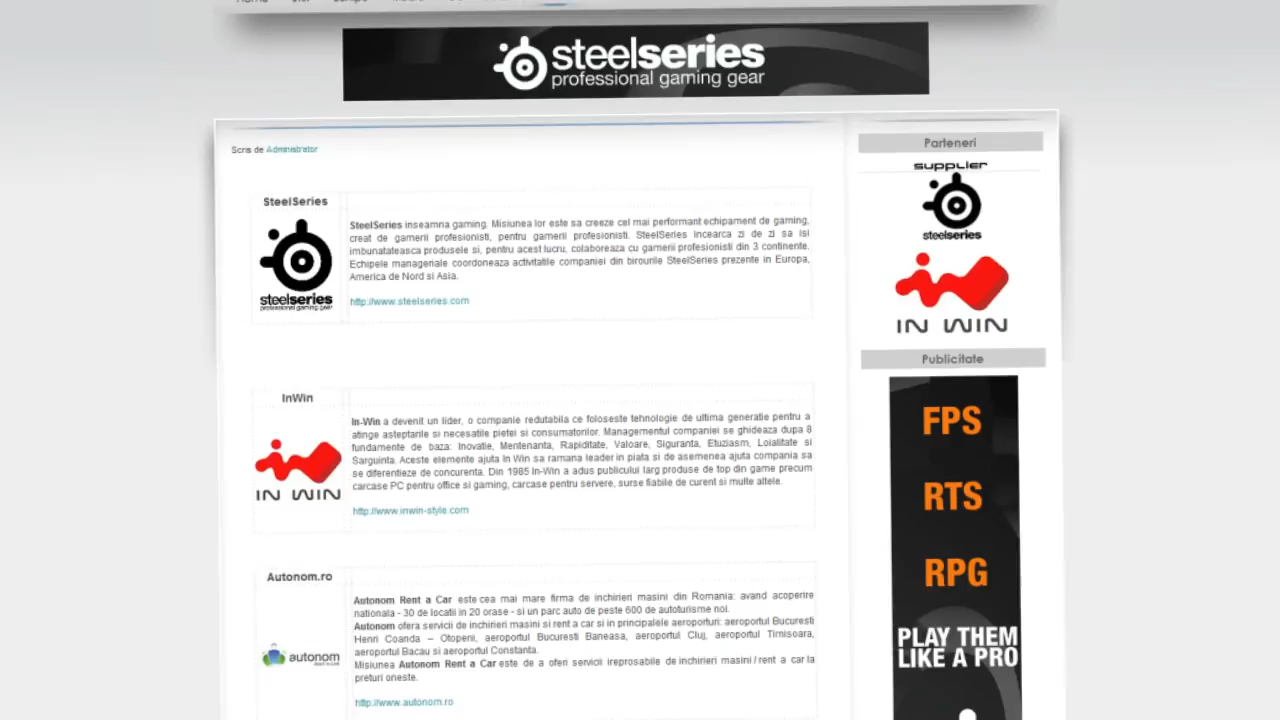 steelseries
professional gaming gear
Scris de Administrator
SteelSeries
steelseries
professional gaming gear
SteelSeries inseamna gaming. Misiunea lor este sa creeze cel mai performant echipament de gaming,
creat de gamerii profesionisti, pentru gamerii profesionisti. SteelSeries incearca zi de zi sa isi
imbunatateasca produsele si, pentru acest lucru, colaboreaza cu gamerii profesionisti din 3 continente.
Echipele manageriale coordoneaza activitatile companiei din birourile SteelSeries prezente in Europa,
America de Nord si Asia.
http://www.steelseries.com
InWin
IN WIN
In-Win a devenit un lider, o companie redutabila ce foloseste tehnologie de ultima generatie pentru a
atinge asteptarile si necesatile pietei si consumatorilor. Managementul companiei se ghideaza dupa 8
fundamente de baza: Inovatie, Mentenanta, Rapiditate, Valoare, Siguranta, Etuziasm, Loialitate si
Sarguinta. Aceste elemente ajuta In Win sa ramana leader in piata si de asemenea ajuta compania sa
se diferentieze de concurenta. Din 1985 In-Win a adus publicului larg produse de top din game precum
carcase PC pentru office si gaming, carcase pentru servere, surse fiabile de curent si multe altele.
http://www.inwin-style.com
Autonom.ro
autonom
Autonom Rent a Car este cea mai mare firma de inchirieri masini din Romania: avand acoperire
nationala - 30 de locatii in 20 orase - si un parc auto de peste 600 de autoturisme noi.
Autonom ofera servicii de inchirieri masini si rent a car si in principalele aeroporturi: aeroportul Bucuresti
Henri Coanda – Otopeni, aeroportul Bucuresti Baneasa, aeroportul Cluj, aeroportul Timisoara,
aeroportul Bacau si aeroportul Constanta.
Misiunea Autonom Rent a Car este de a oferi servicii ireprosabile de inchirieri masini / rent a car la
preturi oneste.
http://www.autonom.ro
Parteneri
supplier
steelseries
IN WIN
Publicitate
FPS
RTS
RPG
PLAY THEM
LIKE A PRO